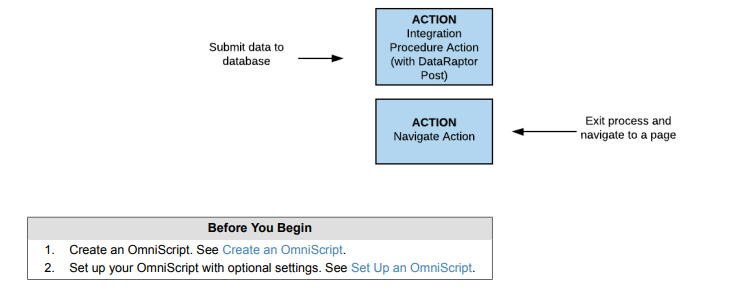 ACTION
Integration
Procedure Action
(with DataRaptor
Post)
Submit data to
database
ACTION
Navigate Action
Exit process and
navigate to a page
Before You Begin
1. Create an OmniScript. See Create an OmniScript.
2. Set up your OmniScript with optional settings. See Set Up an OmniScript.